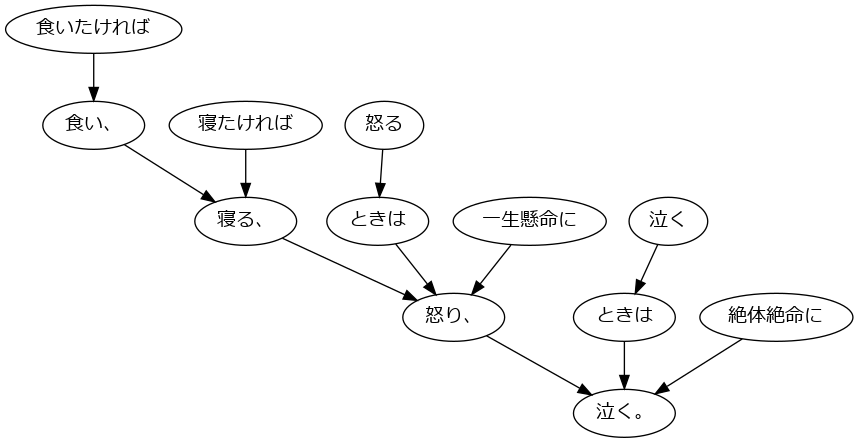 食いたければ
食い、
寝たければ
怒る
寝る、
ときは
一生懸命に
泣く
怒り、
ときは
絶体絶命に
泣く。